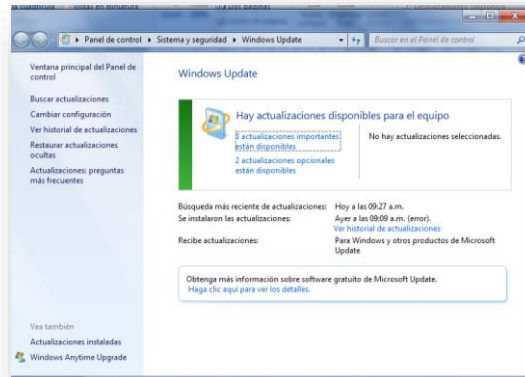 Vistas en miniatura
Dos páginas
Panel de control ▸ Sistema y seguridad ▸ Windows Update
Buscar en el Panel de control
Ventana principal del Panel de
control
Buscar actualizaciones
Cambiar configuración
Ver historial de actualizaciones
Restaurar actualizaciones
ocultas
Actualizaciones: preguntas
más frecuentes
Windows Update
Hay actualizaciones disponibles para el equipo
actualizaciones importantes
están disponibles
No hay actualizaciones seleccionadas.
2 actualizaciones opcionales
están disponibles
Búsqueda más reciente de actualizaciones: Hoy a las 09:27 a.m.
Se instalaron las actualizaciones: Ayer a las 09:09 a.m. (error).
Ver historial de actualizaciones
Recibe actualizaciones: Para Windows y otros productos de Microsoft
Update
Obtenga más información sobre software gratuito de Microsoft Update.
Haga clic aquí para ver los detalles.
Vea también
Actualizaciones instaladas
Windows Anytime Upgrade